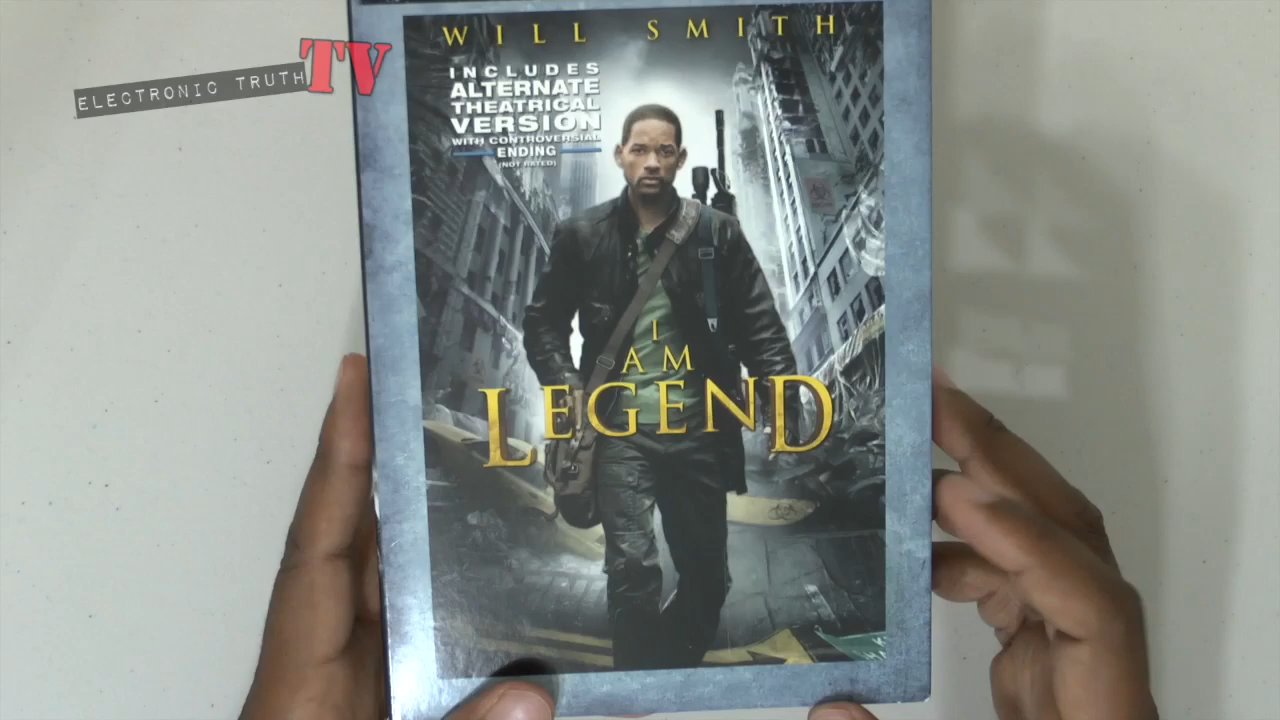 ELECTRONIC TRUTH TV
WILL SMITH
INCLUDES
ALTERNATE
THEATRICAL
VERSION
WITH CONTROVERSIAL
ENDING
(NOT RATED)
I
AM
LEGEND